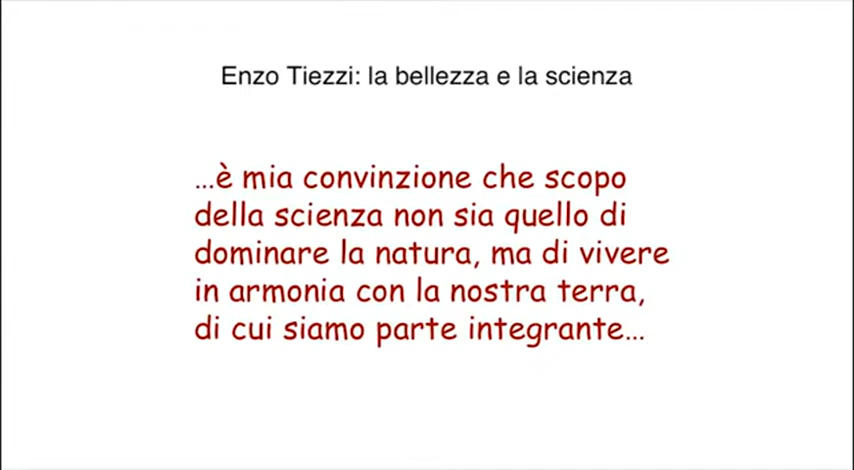 Enzo Tiezzi: la bellezza e la scienza
...è mia convinzione che scopo
della scienza non sia quello di
dominare la natura, ma di vivere
in armonia con la nostra terra,
di cui siamo parte integrante...